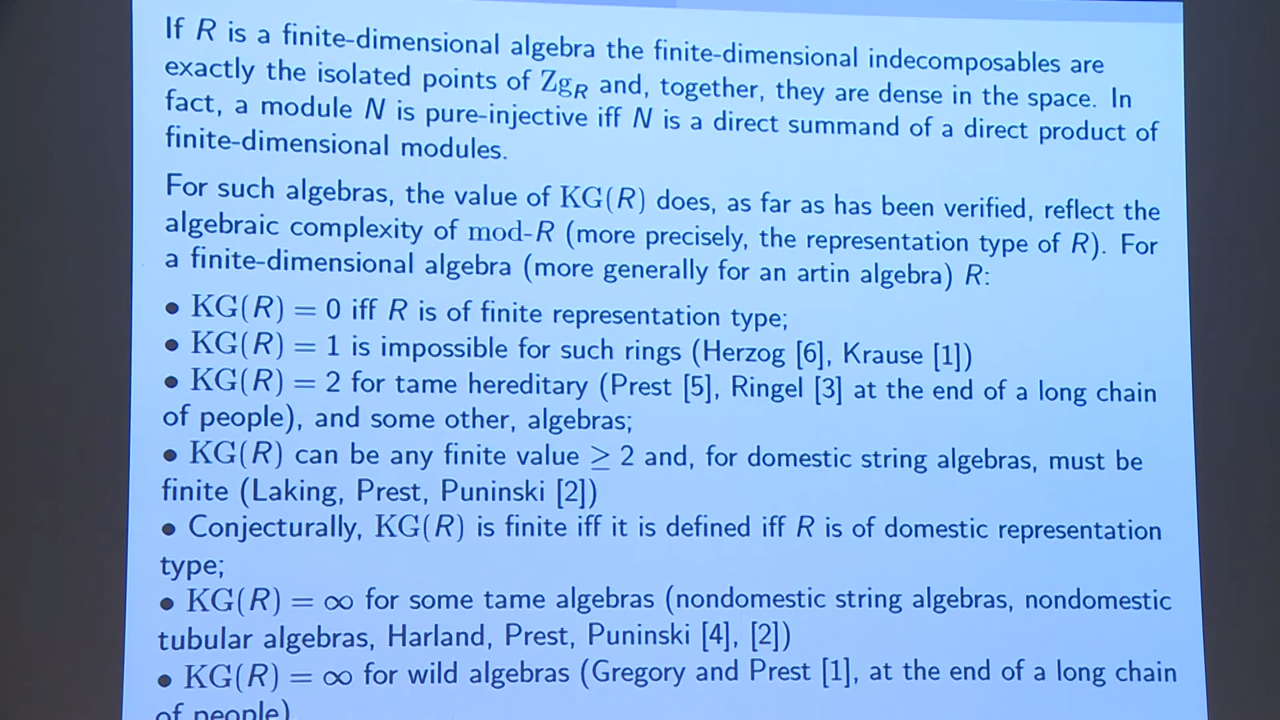 If R is a finite-dimensional algebra the finite-dimensional indecomposables are
exactly the isolated points of Zg_R and, together, they are dense in the space. In
fact, a module N is pure-injective iff N is a direct summand of a direct product of
finite-dimensional modules.
For such algebras, the value of KG(R) does, as far as has been verified, reflect the
algebraic complexity of mod-R (more precisely, the representation type of R). For
a finite-dimensional algebra (more generally for an artin algebra) R:
• KG(R) = 0 iff R is of finite representation type;
• KG(R) = 1 is impossible for such rings (Herzog [6], Krause [1])
• KG(R) = 2 for tame hereditary (Prest [5], Ringel [3] at the end of a long chain
of people), and some other, algebras;
• KG(R) can be any finite value ≥ 2 and, for domestic string algebras, must be
finite (Laking, Prest, Puninski [2])
• Conjecturally, KG(R) is finite iff it is defined iff R is of domestic representation
type;
• KG(R) = ∞ for some tame algebras (nondomestic string algebras, nondomestic
tubular algebras, Harland, Prest, Puninski [4], [2])
• KG(R) = ∞ for wild algebras (Gregory and Prest [1], at the end of a long chain
of people)